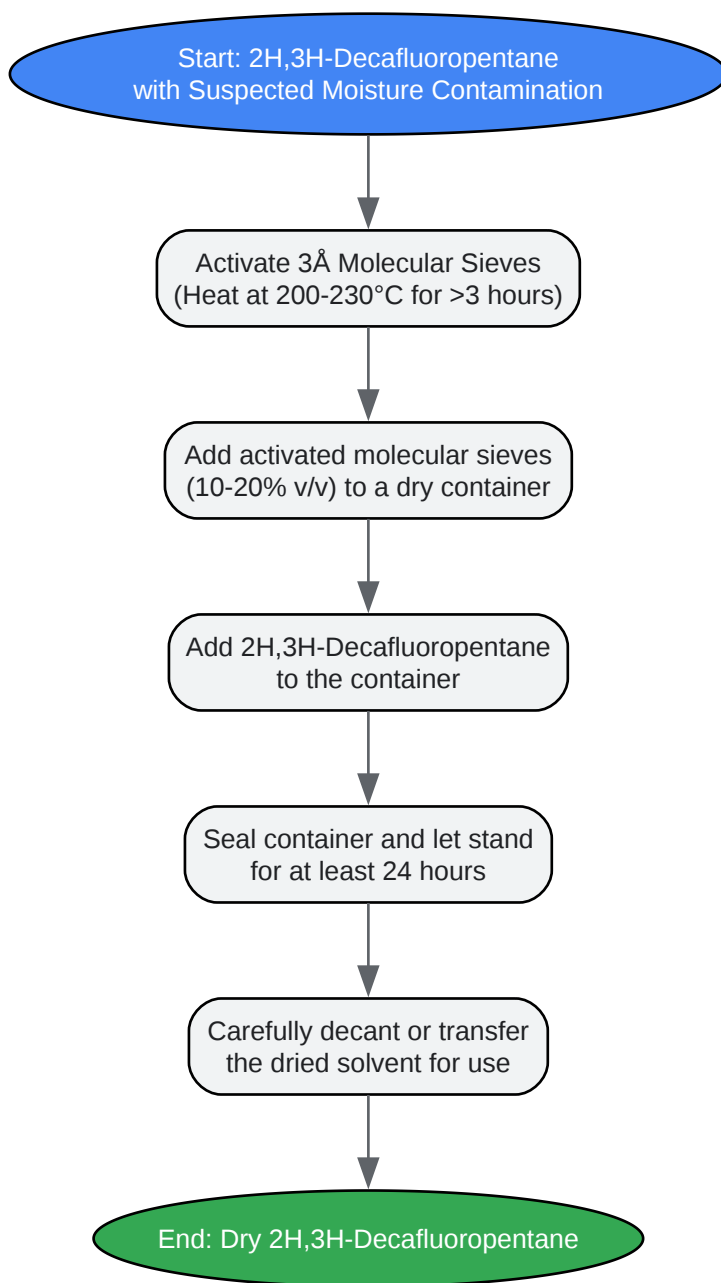 Start: 2H,3H-Decafluoropentane
with Suspected Moisture Contamination
Activate 3Å Molecular Sieves
(Heat at 200-230°C for >3 hours)
Add activated molecular sieves
(10-20% v/v) to a dry container
Add 2H,3H-Decafluoropentane
to the container
Seal container and let stand
for at least 24 hours
Carefully decant or transfer
the dried solvent for use
End: Dry 2H,3H-Decafluoropentane